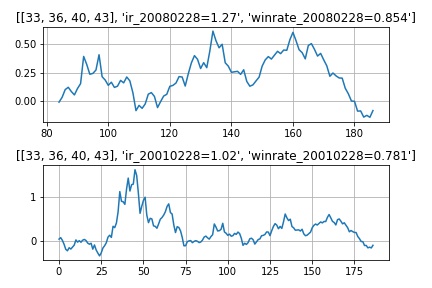 [[33, 36, 40, 43], 'ir_20080228=1.27', 'winrate_20080228=0.854']
0.50
0.25
0.00
80 100 120 140 160 180
[[33, 36, 40, 43], 'ir_20010228=1.02', 'winrate_20010228=0.781']
1
0
0 25 50 75 100 125 150 175